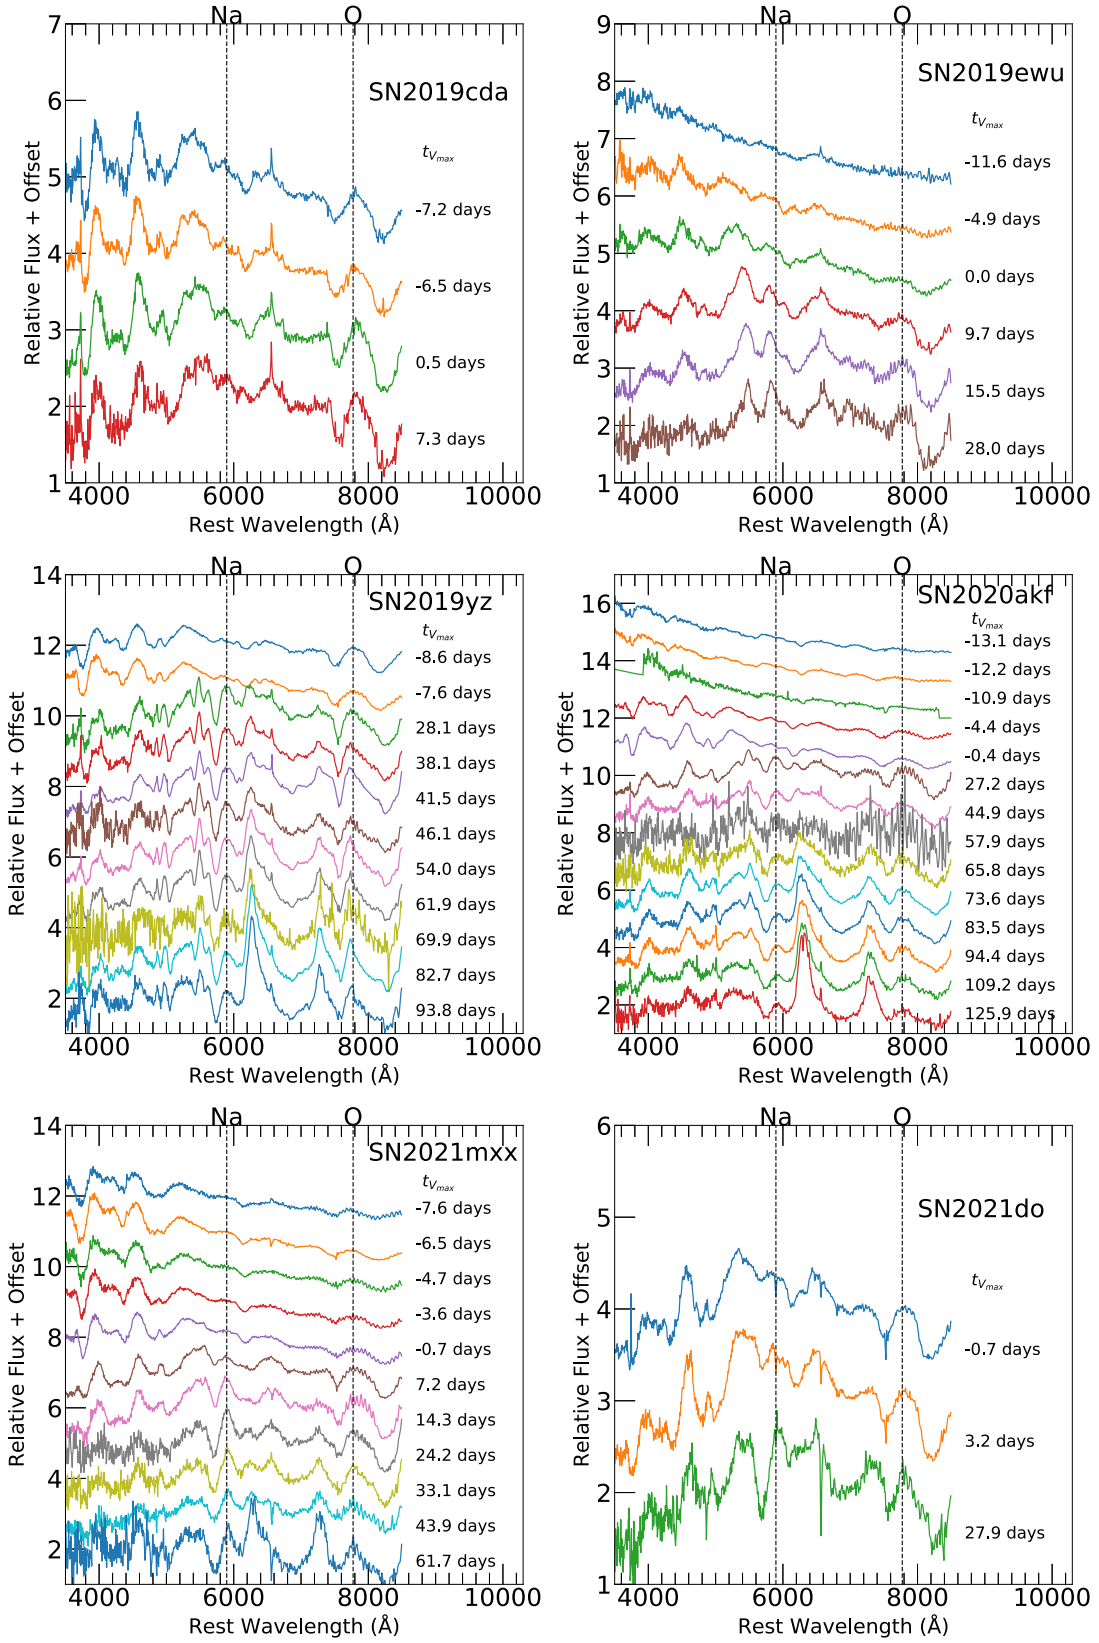 Na O
SN2019cda
t_Vmax
-7.2 days
-6.5 days
0.5 days
7.3 days
7
6
5
4
3
2
1
4000 6000 8000 10000
Rest Wavelength (Å)
Relative Flux + Offset
Na O
SN2019ewu
t_Vmax
-11.6 days
-4.9 days
0.0 days
9.7 days
15.5 days
28.0 days
9
8
7
6
5
4
3
2
1
4000 6000 8000 10000
Rest Wavelength (Å)
Relative Flux + Offset
Na O
SN2019yz
t_Vmax
-8.6 days
-7.6 days
28.1 days
38.1 days
41.5 days
46.1 days
54.0 days
61.9 days
69.9 days
82.7 days
93.8 days
14
12
10
8
6
4
2
4000 6000 8000 10000
Rest Wavelength (Å)
Relative Flux + Offset
Na O
SN2020akf
t_Vmax
-13.1 days
-12.2 days
-10.9 days
-4.4 days
-0.4 days
27.2 days
44.9 days
57.9 days
65.8 days
73.6 days
83.5 days
94.4 days
109.2 days
125.9 days
16
14
12
10
8
6
4
2
4000 6000 8000 10000
Rest Wavelength (Å)
Relative Flux + Offset
Na O
SN2021mxx
t_Vmax
-7.6 days
-6.5 days
-4.7 days
-3.6 days
-0.7 days
7.2 days
14.3 days
24.2 days
33.1 days
43.9 days
61.7 days
14
12
10
8
6
4
2
4000 6000 8000 10000
Rest Wavelength (Å)
Relative Flux + Offset
Na O
SN2021do
t_Vmax
-0.7 days
3.2 days
27.9 days
6
5
4
3
2
1
4000 6000 8000 10000
Rest Wavelength (Å)
Relative Flux + Offset